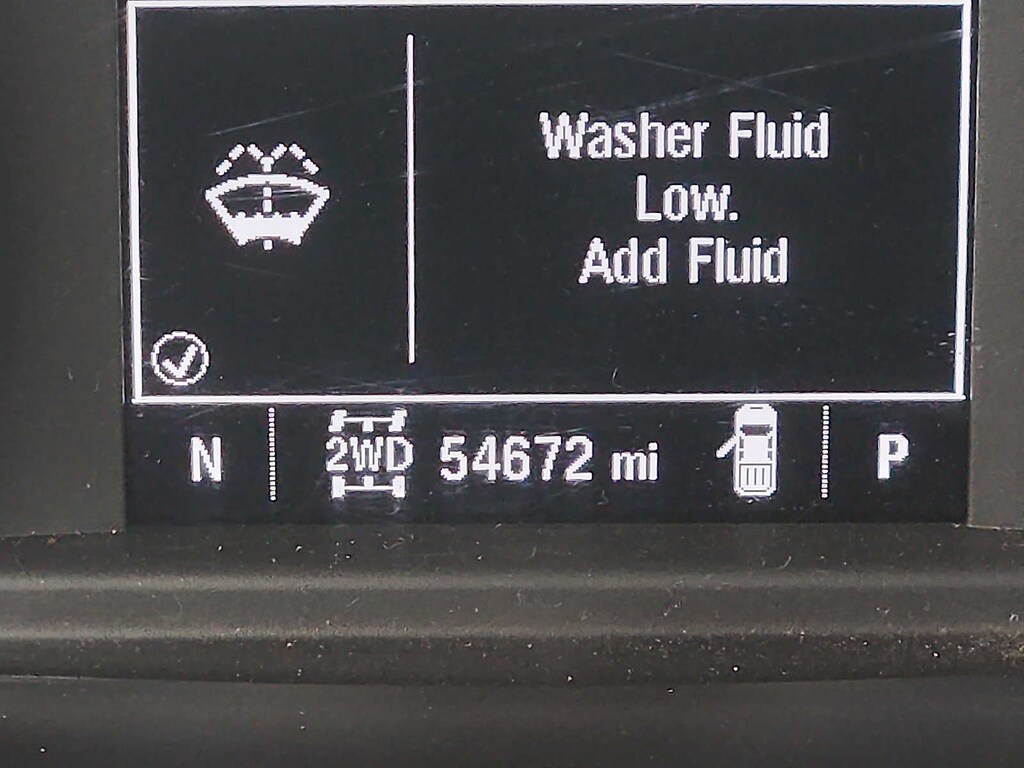 Washer Fluid
Low.
Add Fluid
N
2WD
54672 mi
P